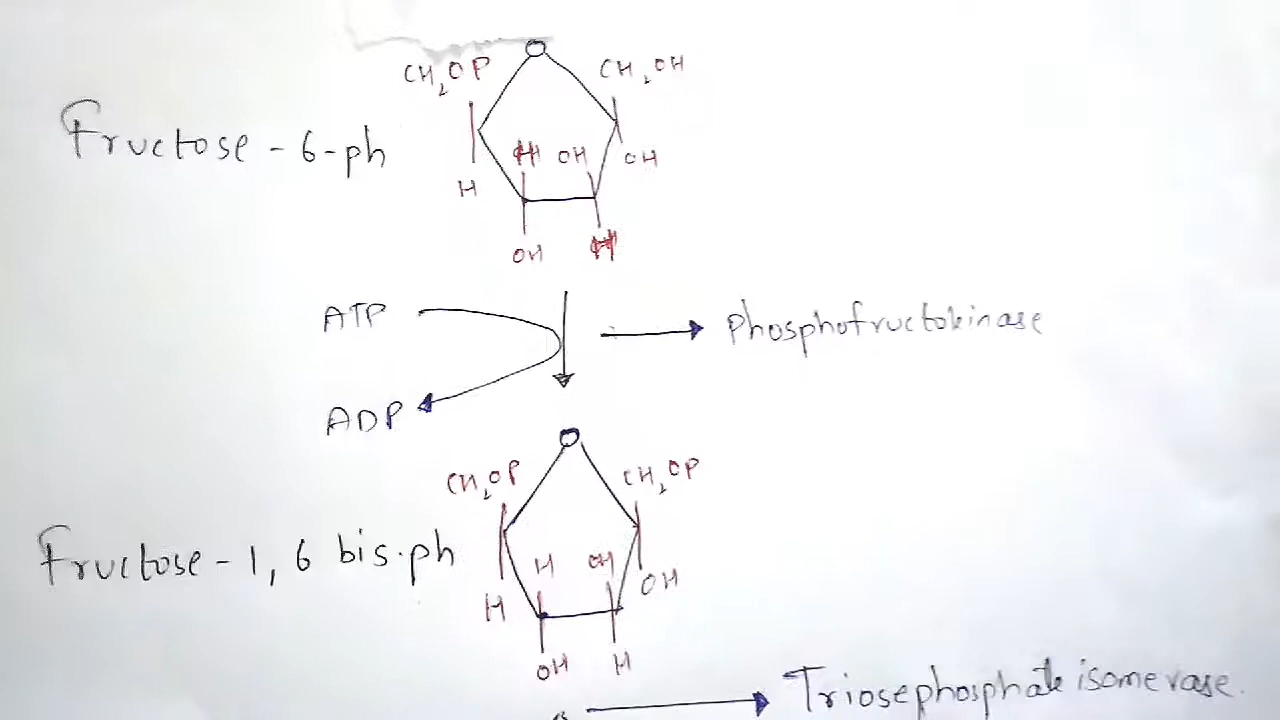 O
CH2OP CH2OH
Fructose - 6-ph
H OH OH
H
OH H
ATP
Phosphofructokinase
ADP
O
CH2OP CH2OP
Fructose - 1, 6 bis.ph
H OH OH
H
OH H
Triosephosphate isomerase.